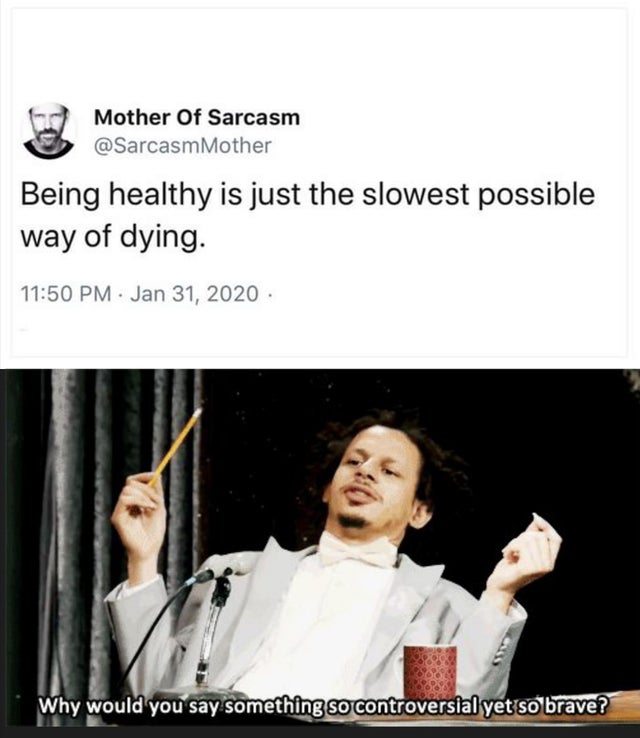 Mother Of Sarcasm
@SarcasmMother
Being healthy is just the slowest possible
way of dying.
11:50 PM · Jan 31, 2020 ·
Why would you say something so controversial yet so brave?